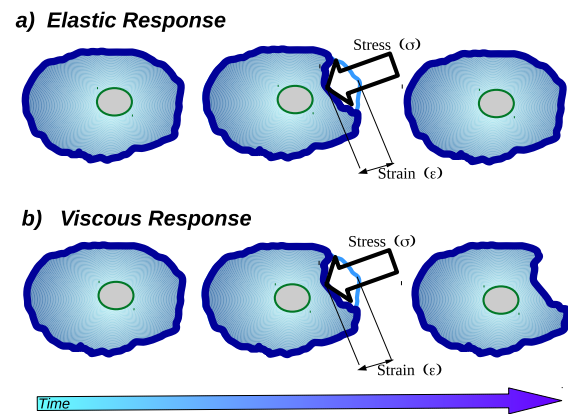 a) Elastic Response
Stress (σ)
Strain (ε)
b) Viscous Response
Stress (σ)
Strain (ε)
Time